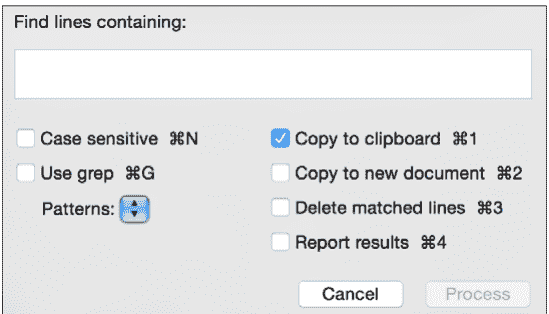 Find lines containing:
Case sensitive ⌘N
Use grep ⌘G
Patterns:
Copy to clipboard ⌘1
Copy to new document ⌘2
Delete matched lines ⌘3
Report results ⌘4
Cancel
Process